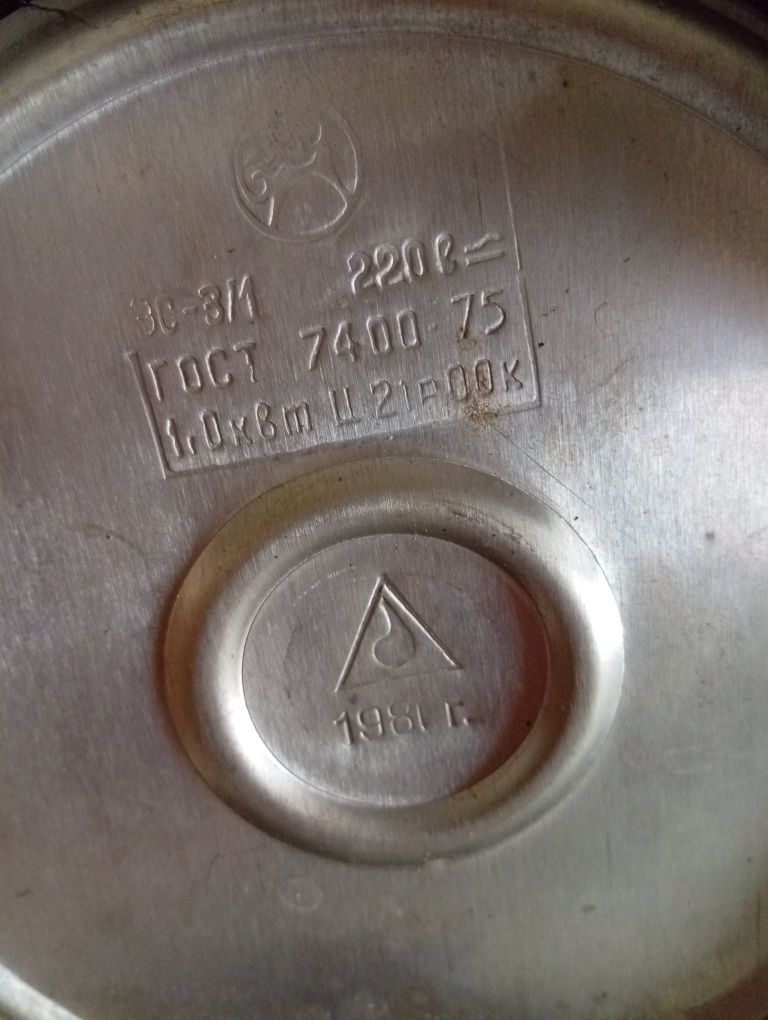 ЭС-3/1 220в≂
ГОСТ 7400-75
1,0квт Ц 21р00к
1981 г.